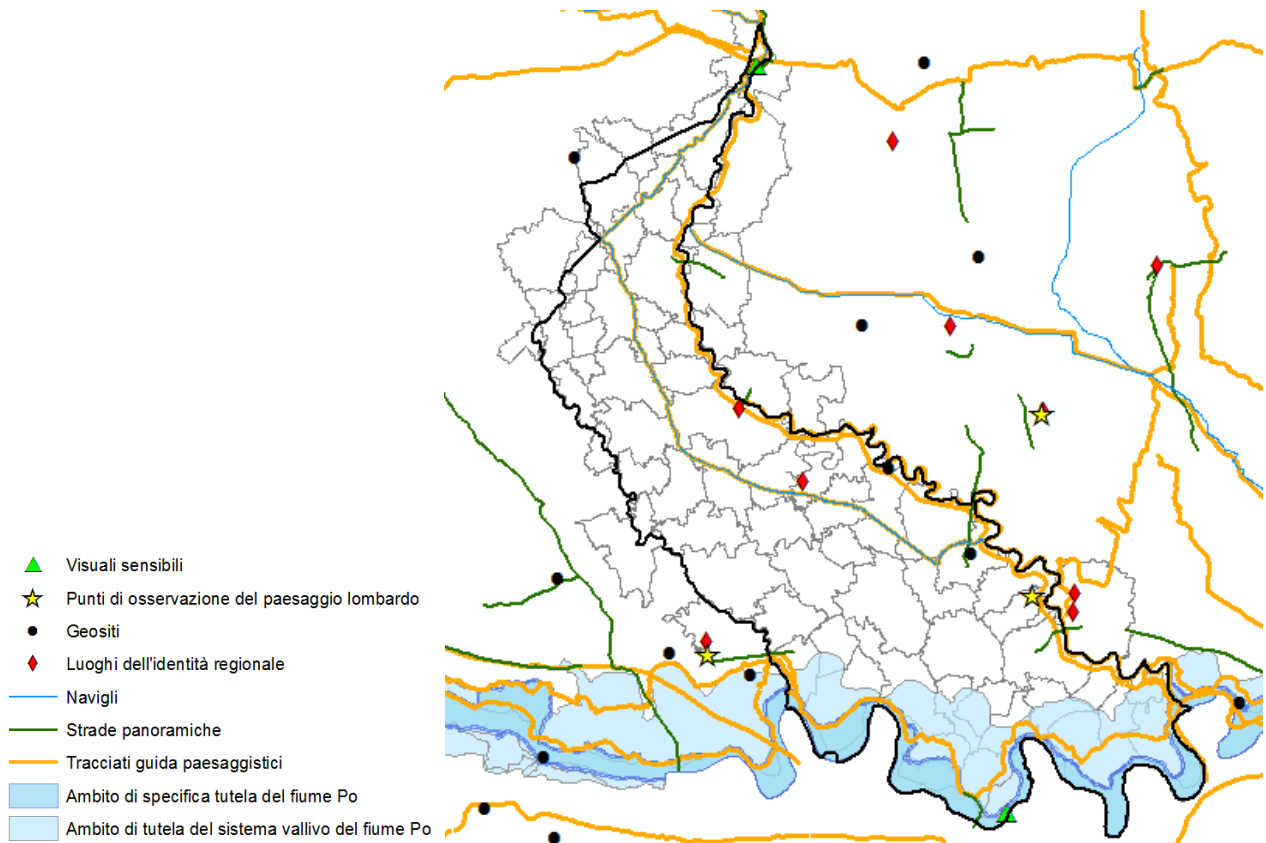 Visuali sensibili
Punti di osservazione del paesaggio lombardo
Geositi
Luoghi dell'identità regionale
Navigli
Strade panoramiche
Tracciati guida paesaggistici
Ambito di specifica tutela del fiume Po
Ambito di tutela del sistema vallivo del fiume Po